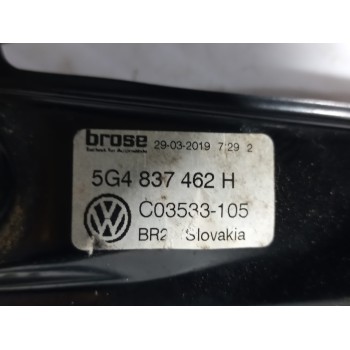 brose 29-03-2019 7:29 2
Technik für Automobile
5G4 837 462 H
C03533-105
BR2 Slovakia